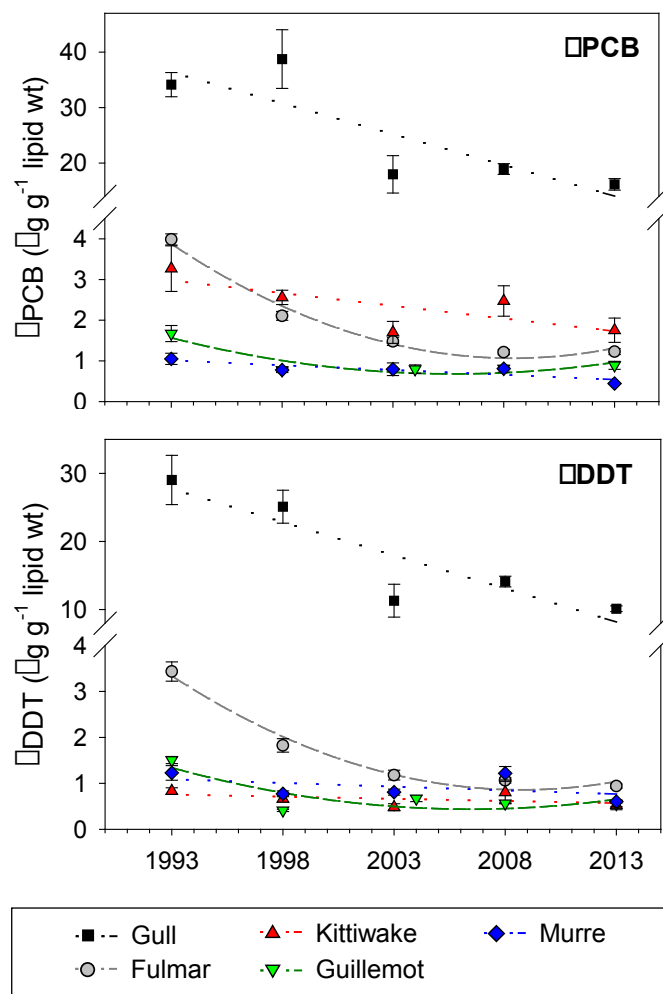 □PCB
40
30
20
4
3
2
1
0
□PCB (□g g⁻¹ lipid wt)
□DDT
30
20
10
4
3
2
1
0
□DDT (□g g⁻¹ lipid wt)
1993 1998 2003 2008 2013
Gull Kittiwake Murre
Fulmar Guillemot